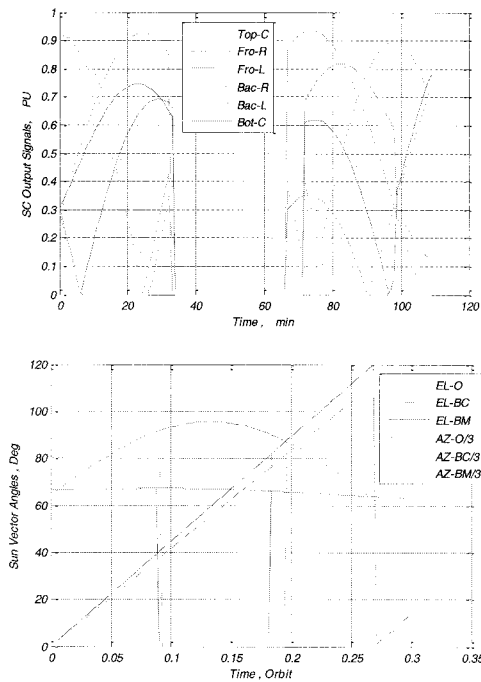 SC Output Signals, PU
1
0.9
0.8
0.7
0.6
0.5
0.4
0.3
0.2
0.1
0
Top-C
Fro-R
Fro-L
Bac-R
Bac-L
Bot-C
0 20 40 60 80 100 120
Time , min
Sun Vector Angles , Deg
120
100
80
60
40
20
0
EL-O
EL-BC
EL-BM
AZ-O/3
AZ-BC/3
AZ-BM/3
0 0.05 0.1 0.15 0.2 0.25 0.3 0.35
Time , Orbit